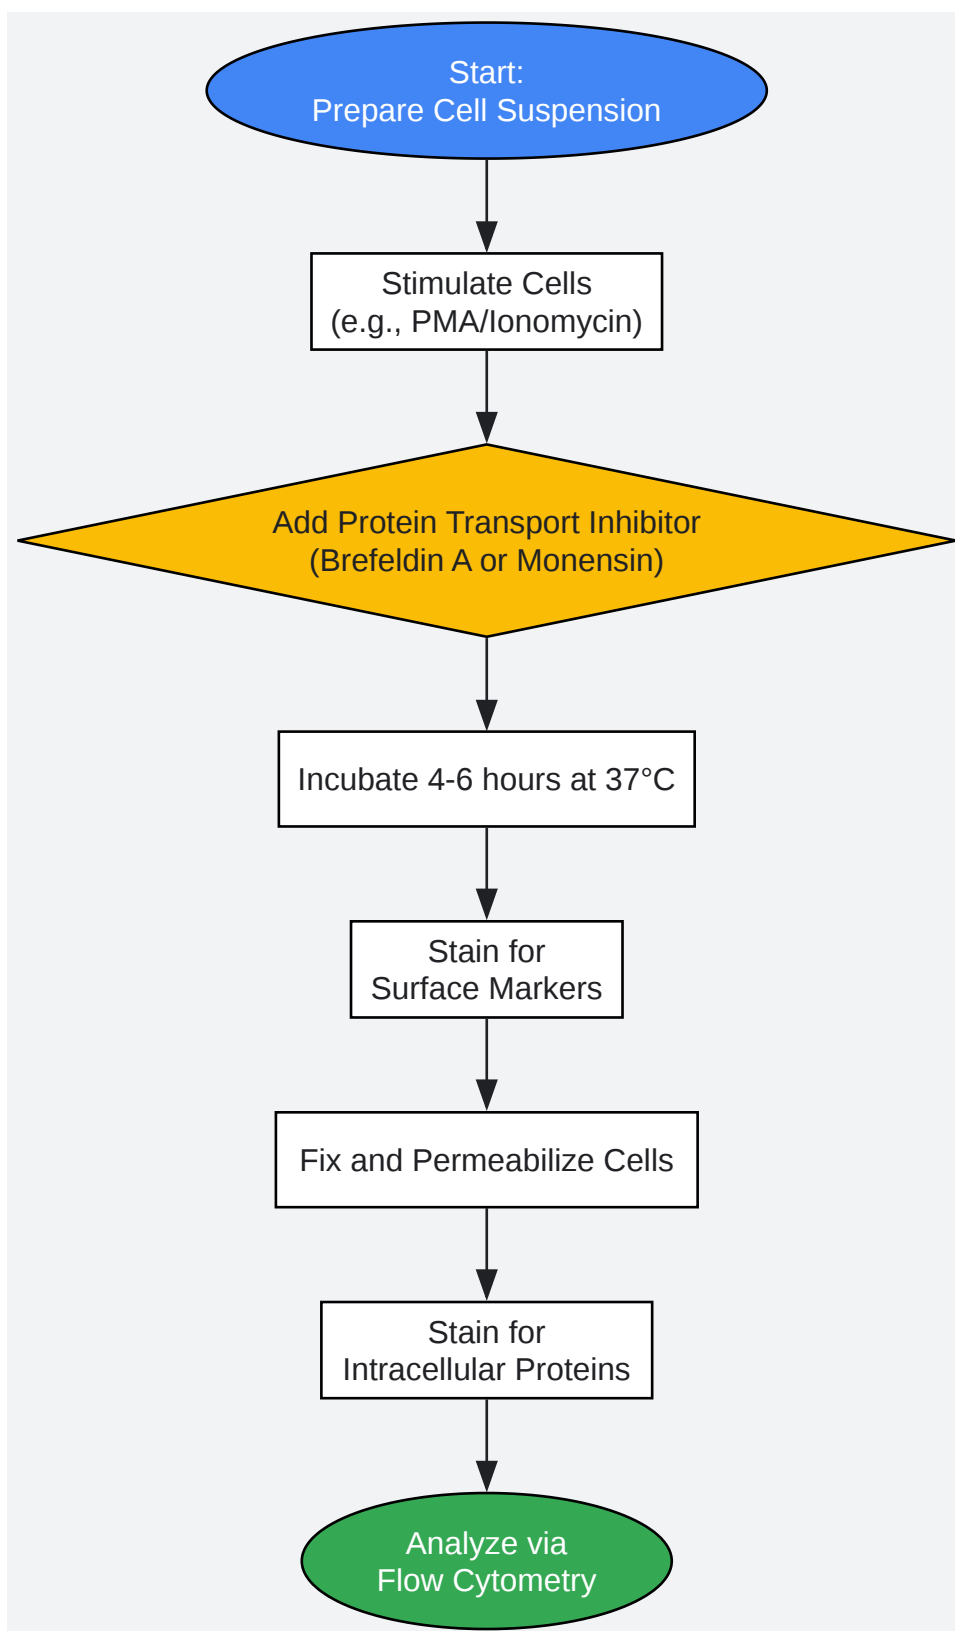 Start:
Prepare Cell Suspension
Stimulate Cells
(e.g., PMA/Ionomycin)
Add Protein Transport Inhibitor
(Brefeldin A or Monensin)
Incubate 4-6 hours at 37°C
Stain for
Surface Markers
Fix and Permeabilize Cells
Stain for
Intracellular Proteins
Analyze via
Flow Cytometry